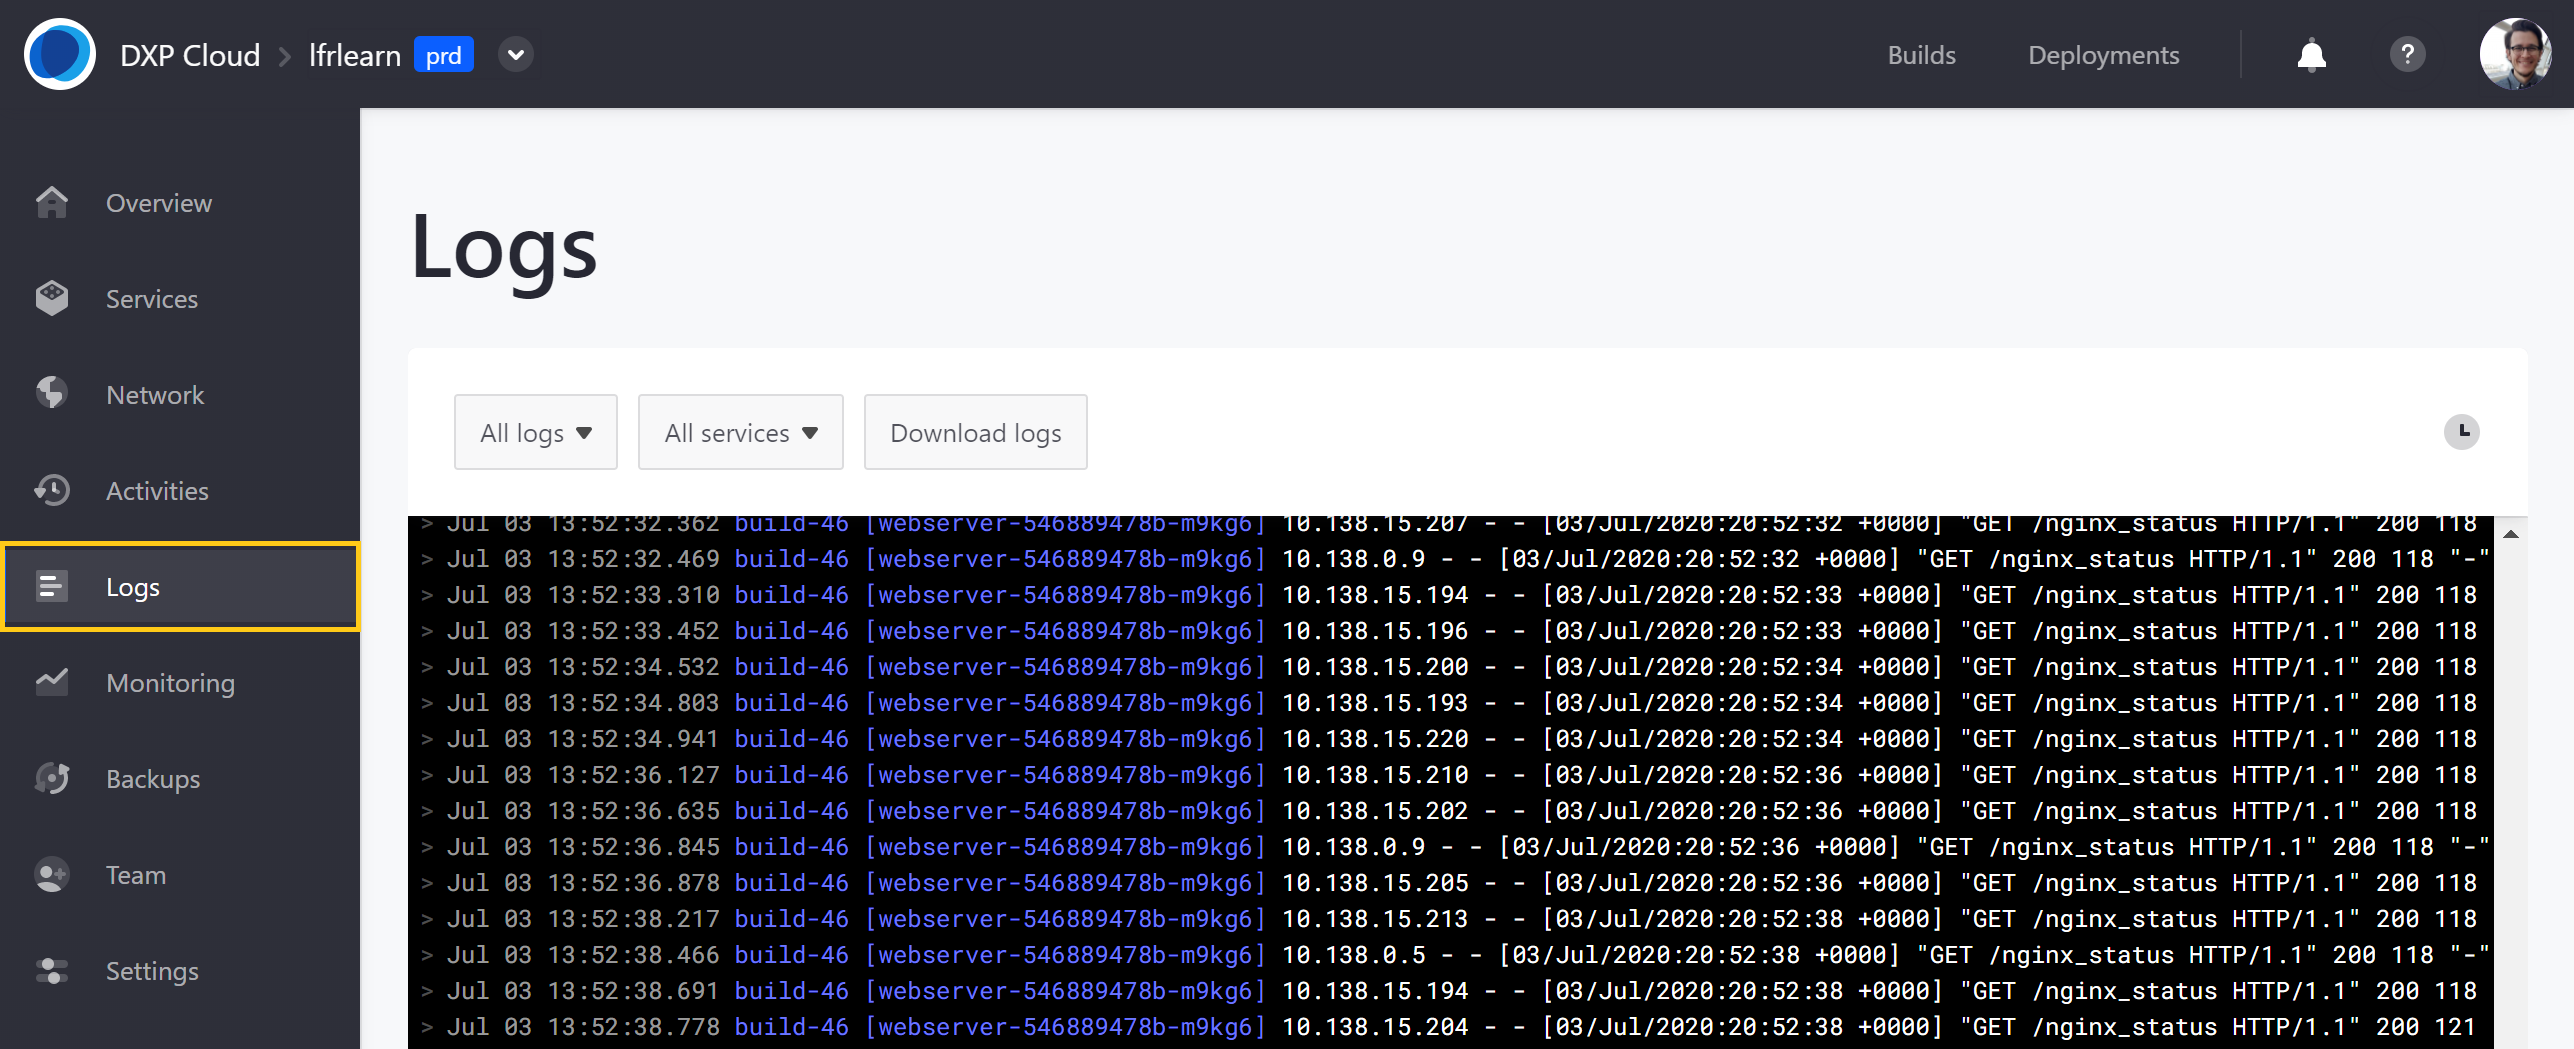 DXP Cloud > lfrlearn prd
Builds
Deployments
?
Overview
Services
Network
Activities
Logs
Monitoring
Backups
Team
Settings
Logs
All logs
All services
Download logs
> Jul 03 13:52:32.362 build-46 [webserver-546889478b-m9kg6] 10.138.15.207 - - [03/Jul/2020:20:52:32 +0000] "GET /nginx_status HTTP/1.1" 200 118
> Jul 03 13:52:32.469 build-46 [webserver-546889478b-m9kg6] 10.138.0.9 - - [03/Jul/2020:20:52:32 +0000] "GET /nginx_status HTTP/1.1" 200 118 "-"
> Jul 03 13:52:33.310 build-46 [webserver-546889478b-m9kg6] 10.138.15.194 - - [03/Jul/2020:20:52:33 +0000] "GET /nginx_status HTTP/1.1" 200 118
> Jul 03 13:52:33.452 build-46 [webserver-546889478b-m9kg6] 10.138.15.196 - - [03/Jul/2020:20:52:33 +0000] "GET /nginx_status HTTP/1.1" 200 118
> Jul 03 13:52:34.532 build-46 [webserver-546889478b-m9kg6] 10.138.15.200 - - [03/Jul/2020:20:52:34 +0000] "GET /nginx_status HTTP/1.1" 200 118
> Jul 03 13:52:34.803 build-46 [webserver-546889478b-m9kg6] 10.138.15.193 - - [03/Jul/2020:20:52:34 +0000] "GET /nginx_status HTTP/1.1" 200 118
> Jul 03 13:52:34.941 build-46 [webserver-546889478b-m9kg6] 10.138.15.220 - - [03/Jul/2020:20:52:34 +0000] "GET /nginx_status HTTP/1.1" 200 118
> Jul 03 13:52:36.127 build-46 [webserver-546889478b-m9kg6] 10.138.15.210 - - [03/Jul/2020:20:52:36 +0000] "GET /nginx_status HTTP/1.1" 200 118
> Jul 03 13:52:36.635 build-46 [webserver-546889478b-m9kg6] 10.138.15.202 - - [03/Jul/2020:20:52:36 +0000] "GET /nginx_status HTTP/1.1" 200 118
> Jul 03 13:52:36.845 build-46 [webserver-546889478b-m9kg6] 10.138.0.9 - - [03/Jul/2020:20:52:36 +0000] "GET /nginx_status HTTP/1.1" 200 118 "-"
> Jul 03 13:52:36.878 build-46 [webserver-546889478b-m9kg6] 10.138.15.205 - - [03/Jul/2020:20:52:36 +0000] "GET /nginx_status HTTP/1.1" 200 118
> Jul 03 13:52:38.217 build-46 [webserver-546889478b-m9kg6] 10.138.15.213 - - [03/Jul/2020:20:52:38 +0000] "GET /nginx_status HTTP/1.1" 200 118
> Jul 03 13:52:38.466 build-46 [webserver-546889478b-m9kg6] 10.138.0.5 - - [03/Jul/2020:20:52:38 +0000] "GET /nginx_status HTTP/1.1" 200 118 "-"
> Jul 03 13:52:38.691 build-46 [webserver-546889478b-m9kg6] 10.138.15.194 - - [03/Jul/2020:20:52:38 +0000] "GET /nginx_status HTTP/1.1" 200 118
> Jul 03 13:52:38.778 build-46 [webserver-546889478b-m9kg6] 10.138.15.204 - - [03/Jul/2020:20:52:38 +0000] "GET /nginx_status HTTP/1.1" 200 121